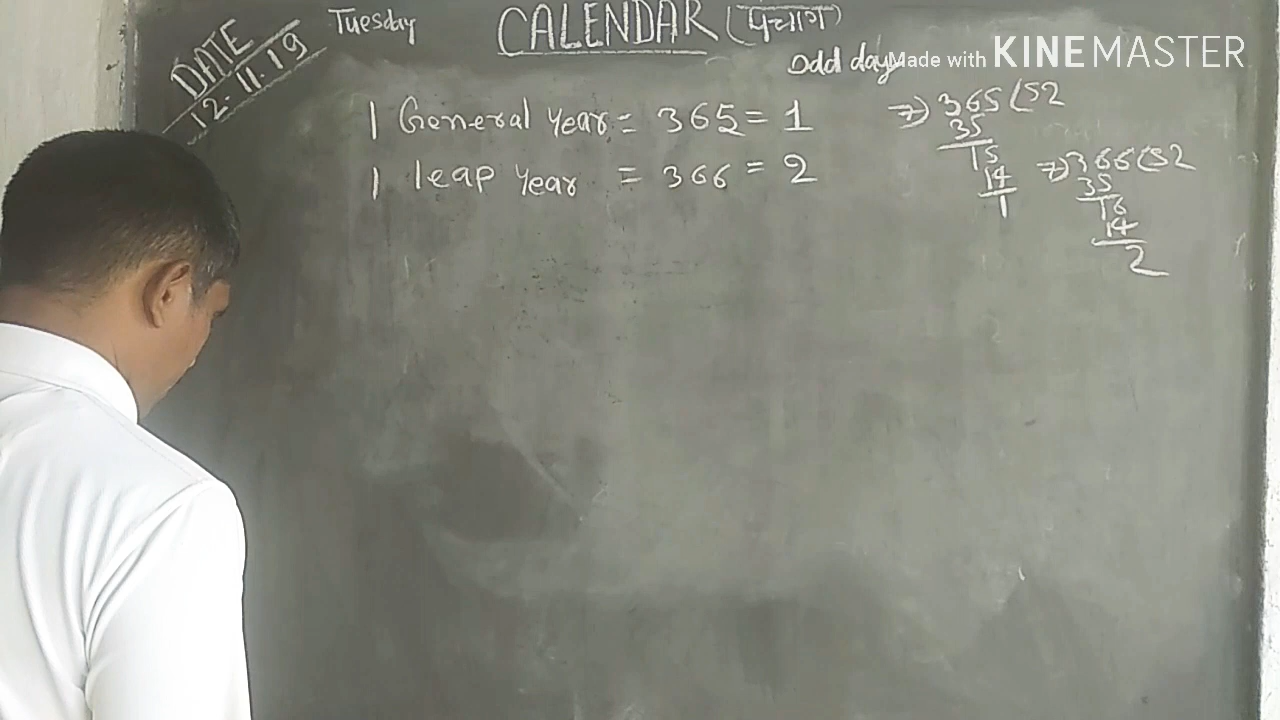 DATE
12.11.19
Tuesday
CALENDAR (पंचांग)
Odd day
Made with KINEMASTER
1 General Year = 365 = 1
1 leap Year = 366 = 2
7) 365 (52
35
15
14
1
7) 366 (52
35
16
14
2